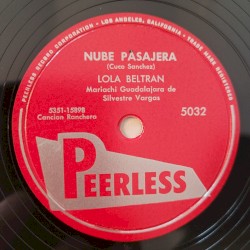 PEERLESS RECORD CORPORATION · LOS ANGELES, CALIF. TRADE MARK REGISTERED
NUBE PASAJERA
(Cuco Sanchez)
LOLA BELTRAN
Mariachi Guadalajara de
Silvestre Vargas
5351-15898
Cancion Ranchera
5032
PEERLESS